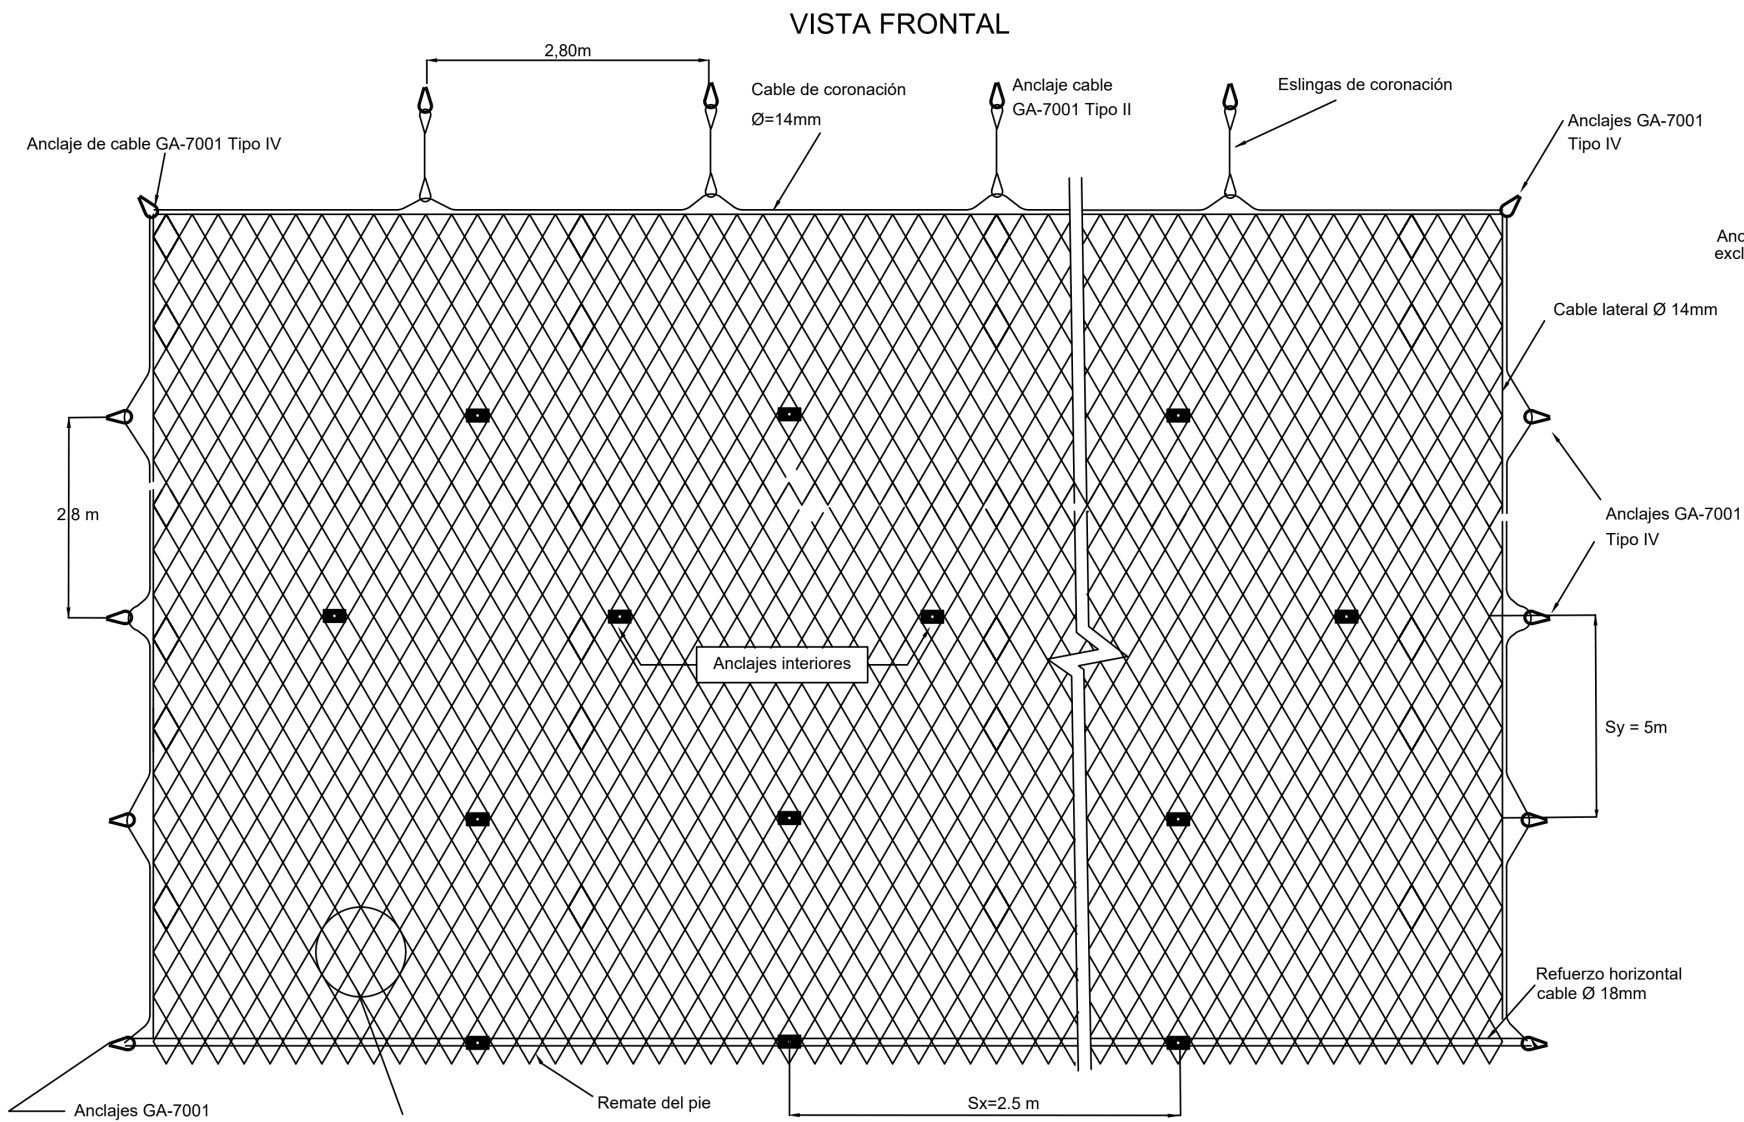 VISTA FRONTAL
2,80m
Cable de coronación
Ø=14mm
Anclaje cable
GA-7001 Tipo II
Eslingas de coronación
Anclajes GA-7001
Tipo IV
Anclaje de cable GA-7001 Tipo IV
Anc
excl
Cable lateral Ø 14mm
2.8 m
Anclajes GA-7001
Tipo IV
Anclajes interiores
Sy = 5m
Refuerzo horizontal
cable Ø 18mm
Anclajes GA-7001
Remate del pie
Sx=2.5 m